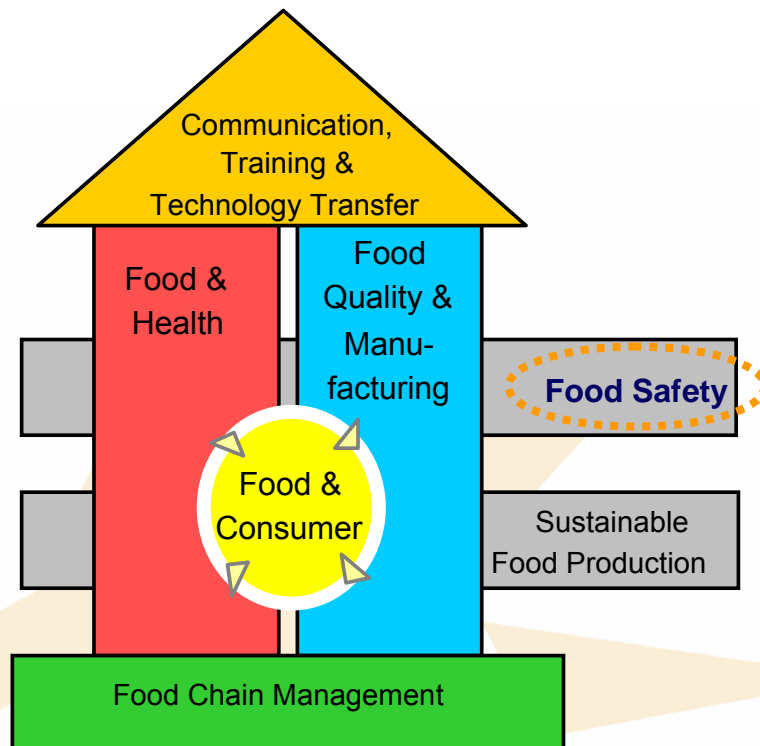 Communication,
Training &
Technology Transfer
Food &
Health
Food
Quality &
Manu-
facturing
Food Safety
Food &
Consumer
Sustainable
Food Production
Food Chain Management